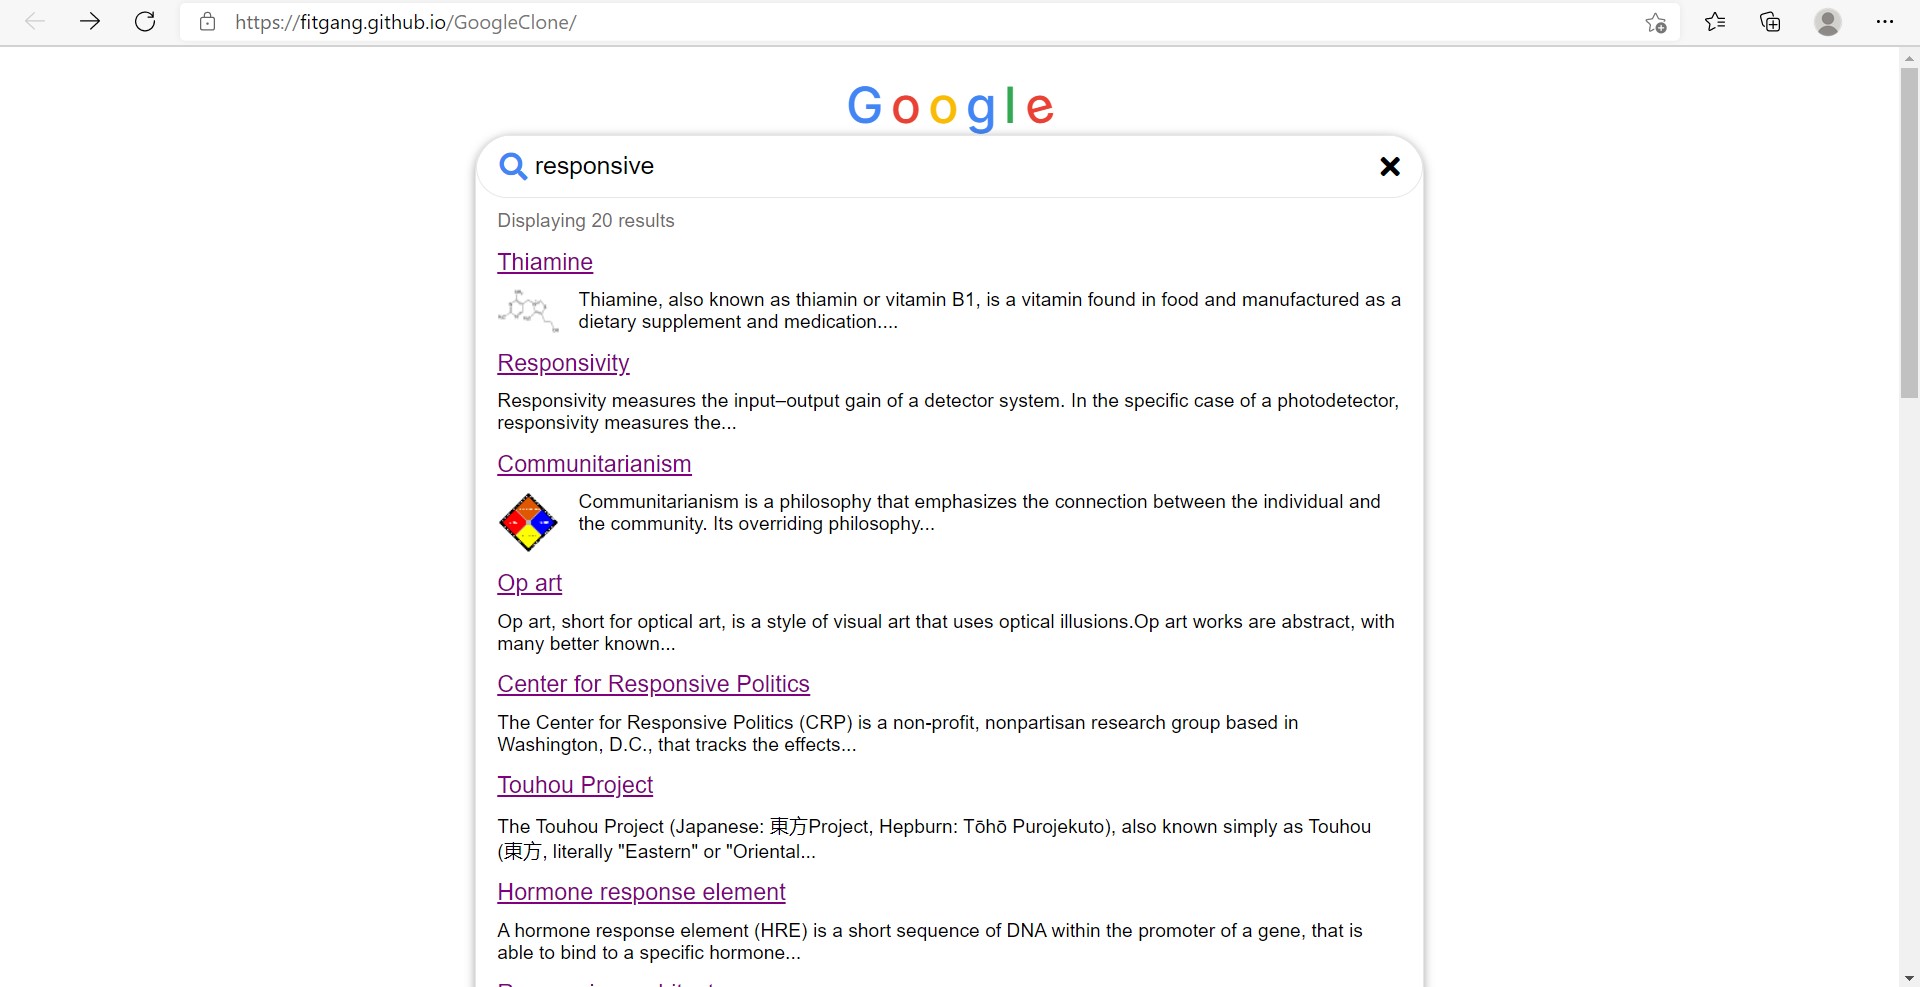 https://fitgang.github.io/GoogleClone/
Google
responsive
Displaying 20 results
Thiamine
Thiamine, also known as thiamin or vitamin B1, is a vitamin found in food and manufactured as a
dietary supplement and medication....
Responsivity
Responsivity measures the input–output gain of a detector system. In the specific case of a photodetector,
responsivity measures the...
Communitarianism
Communitarianism is a philosophy that emphasizes the connection between the individual and
the community. Its overriding philosophy...
Op art
Op art, short for optical art, is a style of visual art that uses optical illusions.Op art works are abstract, with
many better known...
Center for Responsive Politics
The Center for Responsive Politics (CRP) is a non-profit, nonpartisan research group based in
Washington, D.C., that tracks the effects...
Touhou Project
The Touhou Project (Japanese: 東方Project, Hepburn: Tōhō Purojekuto), also known simply as Touhou
(東方, literally "Eastern" or "Oriental...
Hormone response element
A hormone response element (HRE) is a short sequence of DNA within the promoter of a gene, that is
able to bind to a specific hormone...